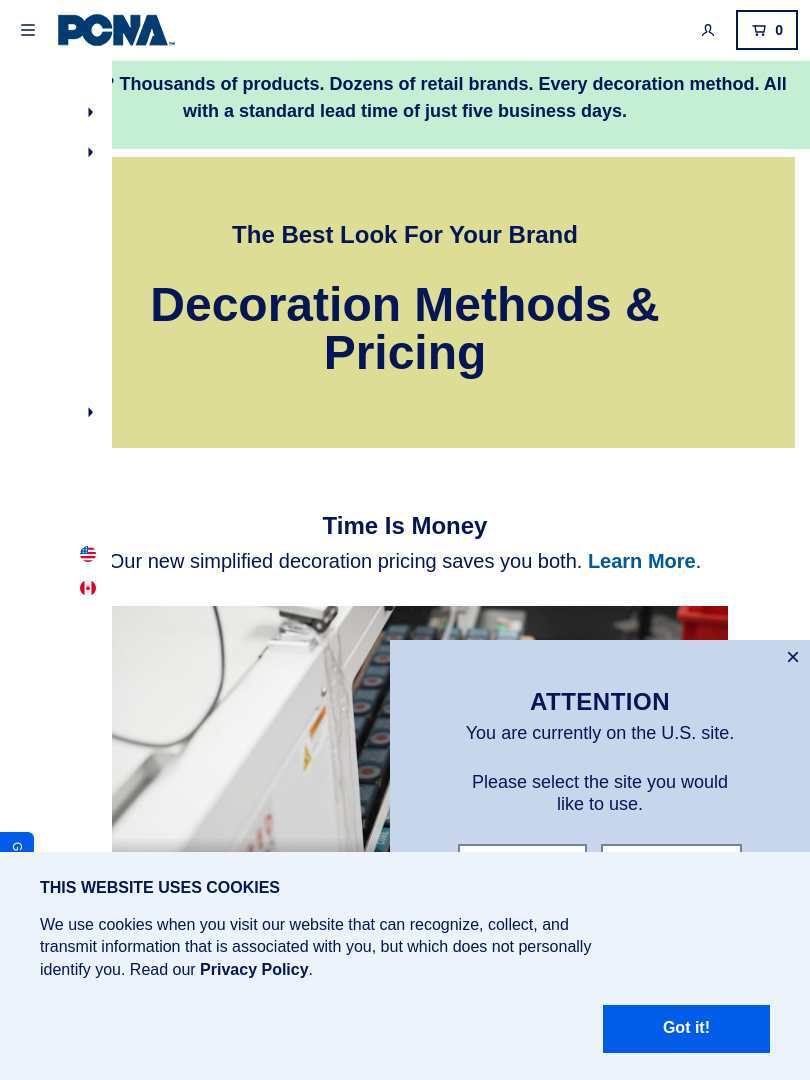 PCNA
0
Thousands of products. Dozens of retail brands. Every decoration method. All
with a standard lead time of just five business days.
The Best Look For Your Brand
Decoration Methods &
Pricing
Time Is Money
Our new simplified decoration pricing saves you both. Learn More.
ATTENTION
You are currently on the U.S. site.
Please select the site you would
like to use.
G
THIS WEBSITE USES COOKIES
We use cookies when you visit our website that can recognize, collect, and
transmit information that is associated with you, but which does not personally
identify you. Read our Privacy Policy.
Got it!